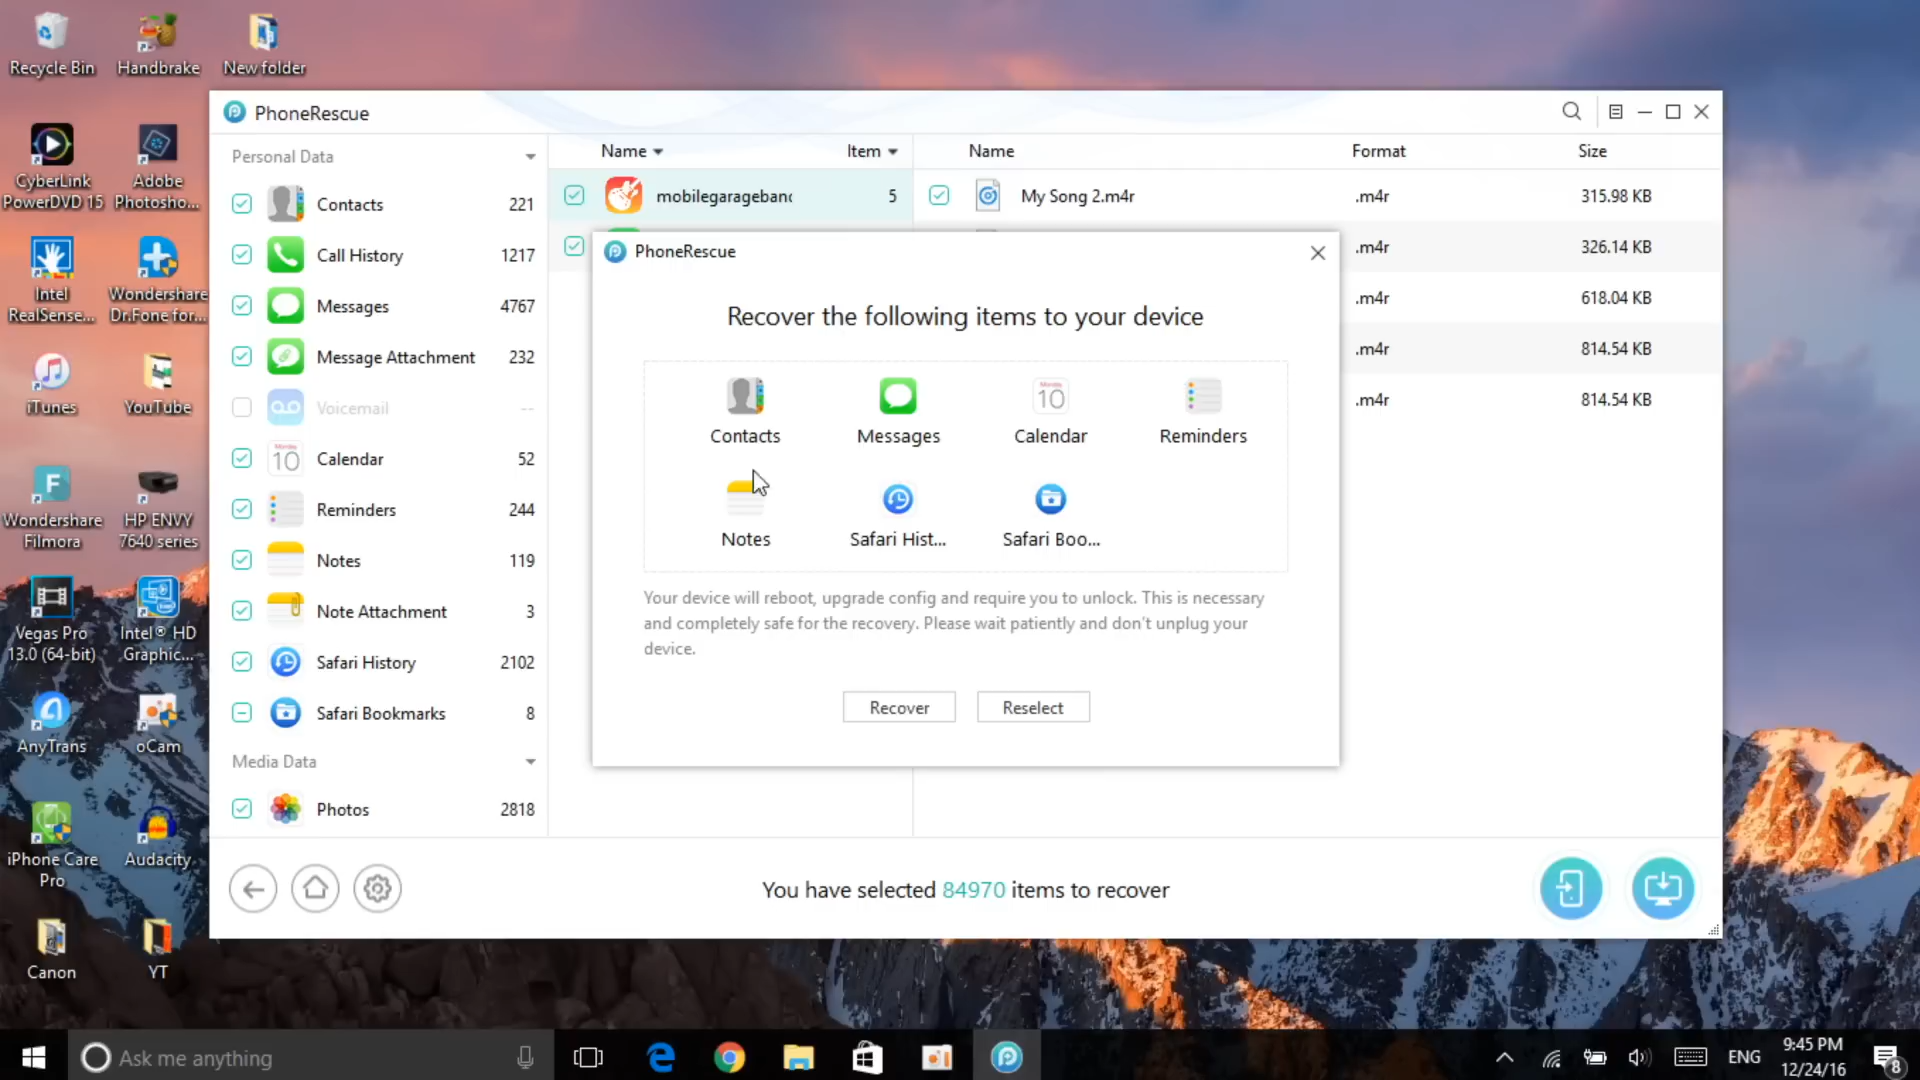 Recycle Bin
Handbrake
New folder
CyberLink
PowerDVD 15
Adobe
Photosho...
Intel
RealSense...
Wondershare
Dr.Fone for...
iTunes
YouTube
Wondershare
Filmora
HP ENVY
7640 series
Vegas Pro
13.0 (64-bit)
Intel® HD
Graphic...
AnyTrans
oCam
iPhone Care
Pro
Audacity
Canon
YT
PhoneRescue
Personal Data
Contacts 221
Call History 1217
Messages 4767
Message Attachment 232
Voicemail --
Calendar 52
Reminders 244
Notes 119
Note Attachment 3
Safari History 2102
Safari Bookmarks 8
Media Data
Photos 2818
Name Item
mobilegarageband 5
Name Format Size
My Song 2.m4r .m4r 315.98 KB
.m4r 326.14 KB
.m4r 618.04 KB
.m4r 814.54 KB
.m4r 814.54 KB
PhoneRescue
Recover the following items to your device
Contacts Messages Calendar Reminders
Notes Safari Hist... Safari Boo...
Your device will reboot, upgrade config and require you to unlock. This is necessary
and completely safe for the recovery. Please wait patiently and don't unplug your
device.
Recover Reselect
You have selected 84970 items to recover
Ask me anything
ENG
9:45 PM
12/24/16
8